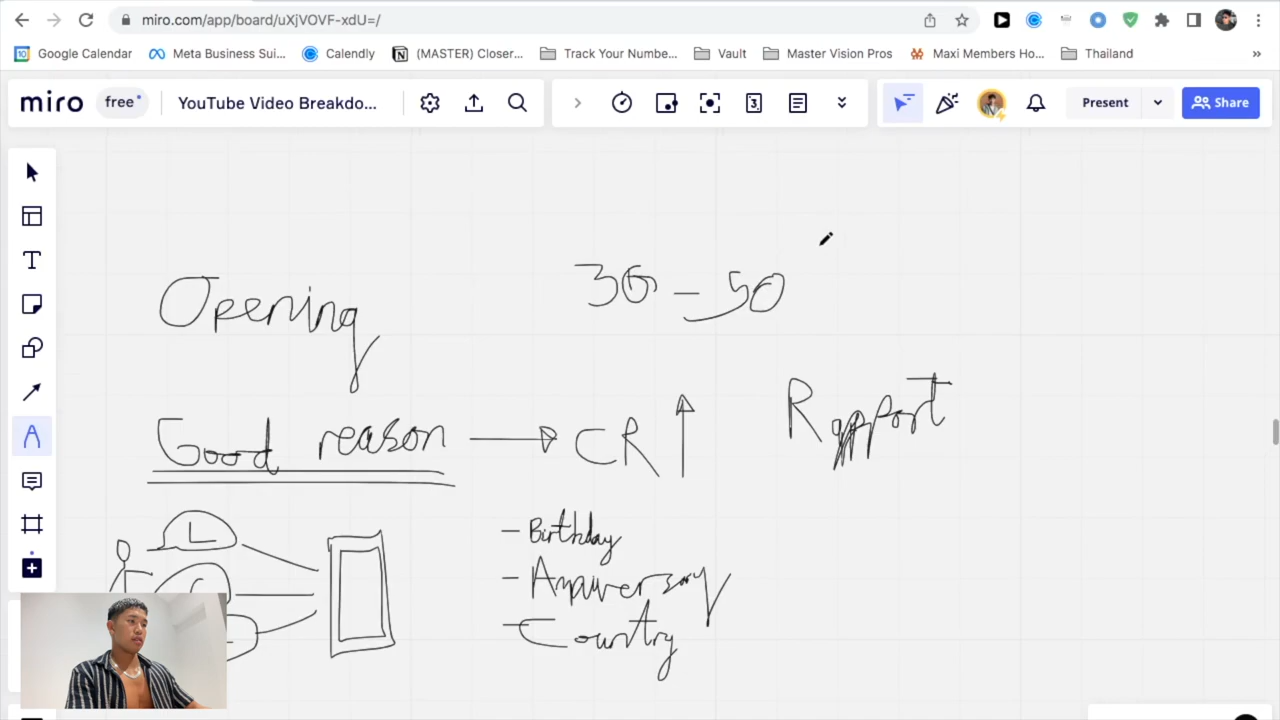 miro.com/app/board/uXjVOVF-xdU=/
Google Calendar
Meta Business Sui...
Calendly
(MASTER) Closer...
Track Your Numbe...
Vault
Master Vision Pros
Maxi Members Ho...
Thailand
»
miro
free
YouTube Video Breakdo...
3
Present
Share
T
Opening
30 - 50
Good reason
CR
Rapport
L
- Birthday
- Anniversary
- Country